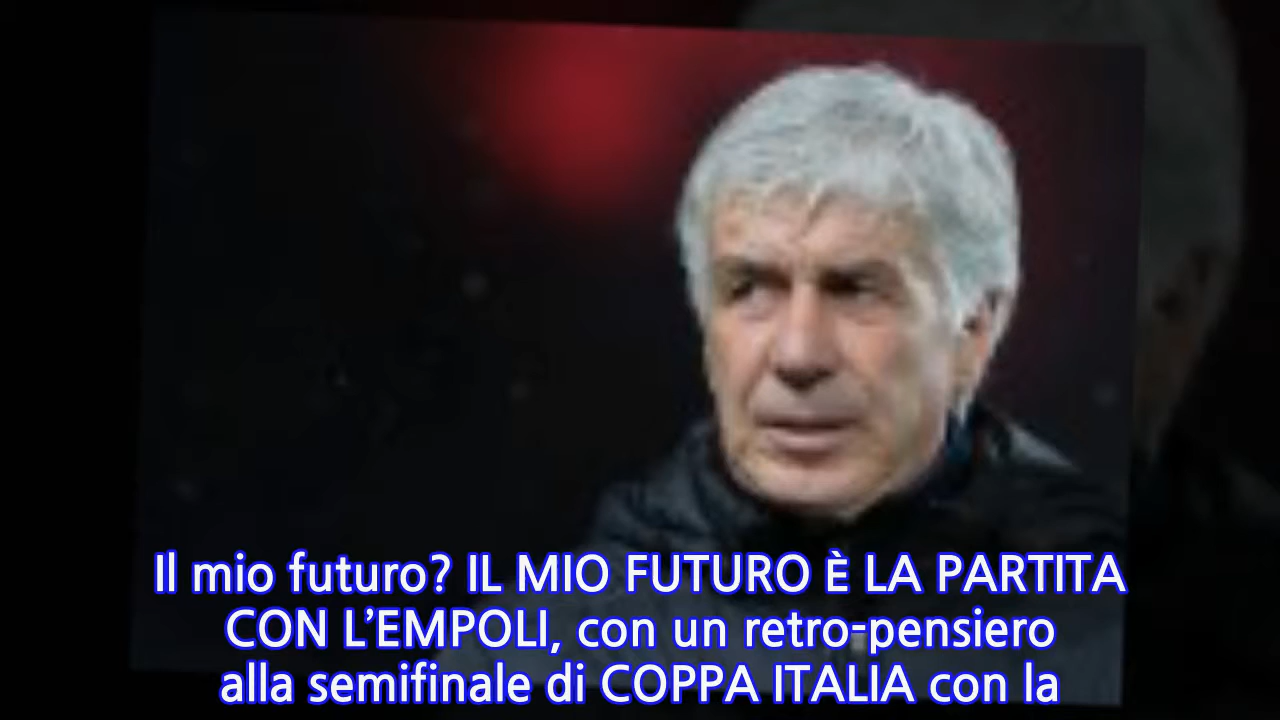 Il mio futuro? IL MIO FUTURO È LA PARTITA
CON L’EMPOLI, con un retro-pensiero
alla semifinale di COPPA ITALIA con la